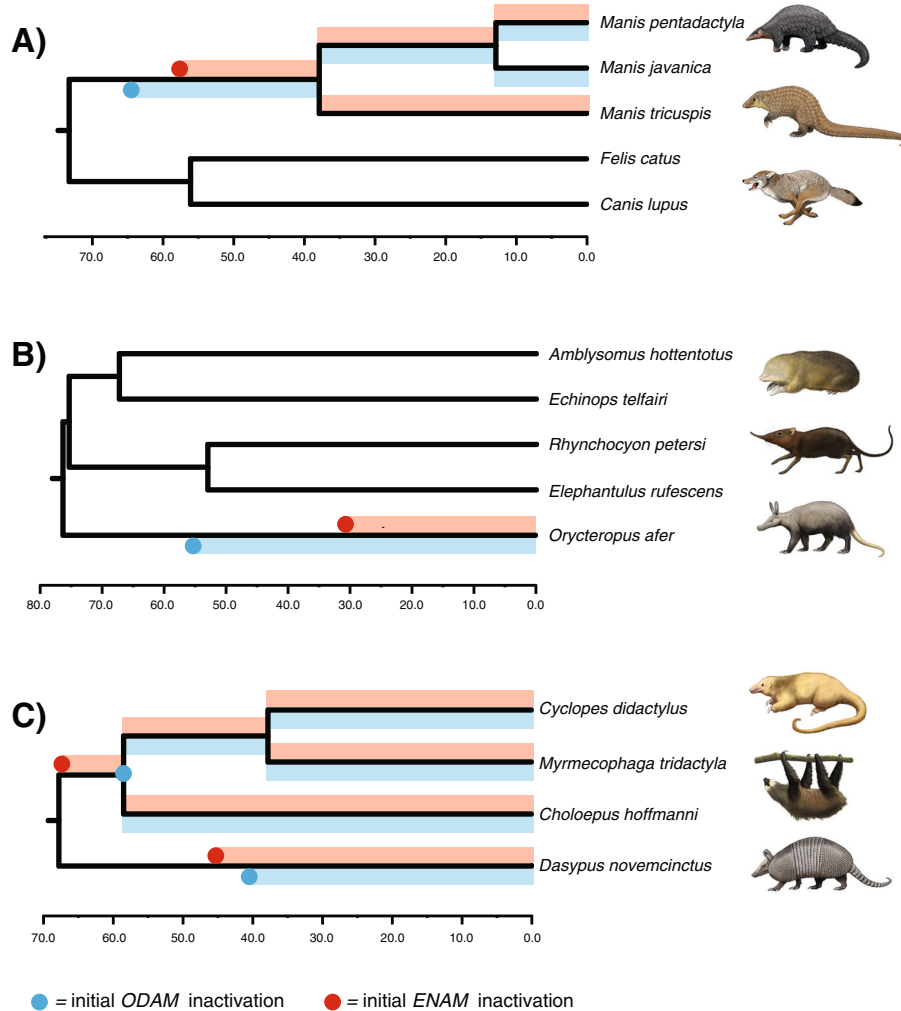 A)
Manis pentadactyla
Manis javanica
Manis tricuspis
Felis catus
Canis lupus
70.0 60.0 50.0 40.0 30.0 20.0 10.0 0.0
B)
Amblysomus hottentotus
Echinops telfairi
Rhynchocyon petersi
Elephantulus rufescens
Orycteropus afer
80.0 70.0 60.0 50.0 40.0 30.0 20.0 10.0 0.0
C)
Cyclopes didactylus
Myrmecophaga tridactyla
Choloepus hoffmanni
Dasypus novemcinctus
70.0 60.0 50.0 40.0 30.0 20.0 10.0 0.0
= initial ODAM inactivation = initial ENAM inactivation